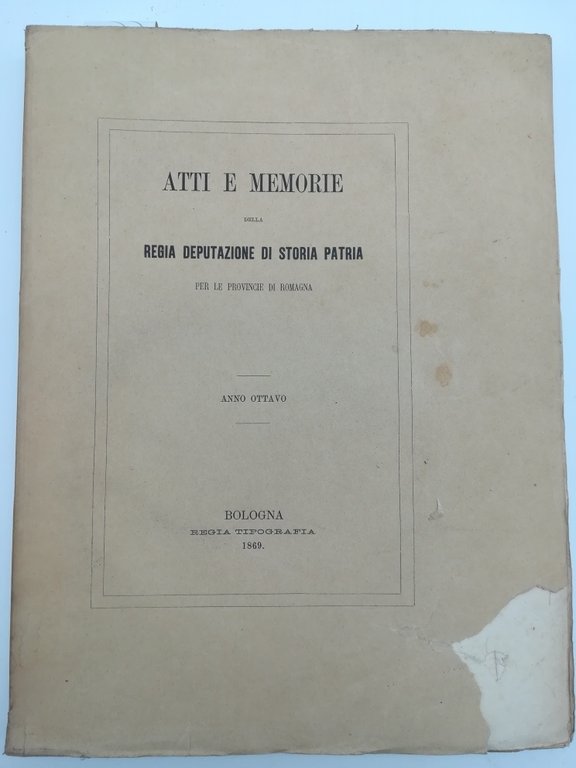 ATTI E MEMORIE
DELLA
REGIA DEPUTAZIONE DI STORIA PATRIA
PER LE PROVINCIE DI ROMAGNA
ANNO OTTAVO
BOLOGNA
REGIA TIPOGRAFIA
1869.